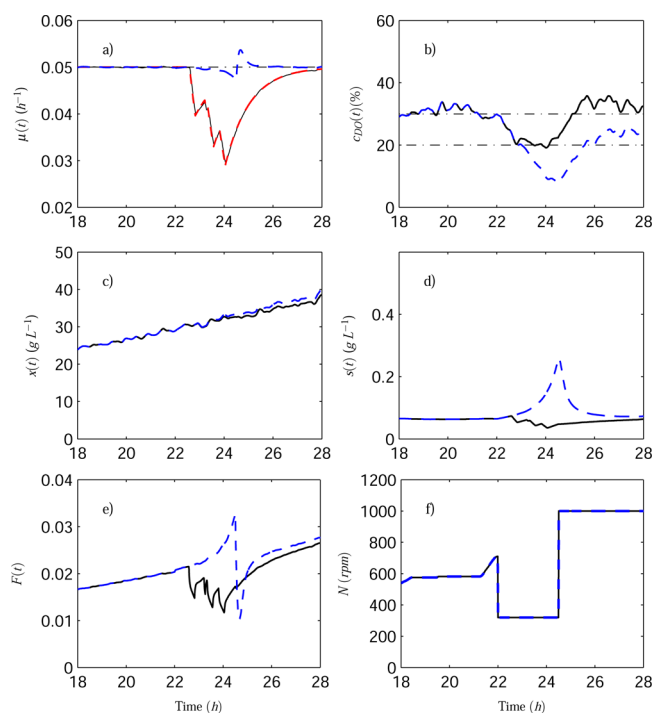 0.06
0.05
0.04
0.03
0.02
18 20 22 24 26 28
μ(t) (h⁻¹)
a)
60
40
20
0
18 20 22 24 26 28
c_DO(t)(%)
b)
50
40
30
20
10
0
18 20 22 24 26 28
x(t) (g L⁻¹)
c)
0.4
0.2
0
18 20 22 24 26 28
s(t) (g L⁻¹)
d)
0.04
0.03
0.02
0.01
0
18 20 22 24 26 28
F(t)
e)
Time (h)
1200
1000
800
600
400
200
0
18 20 22 24 26 28
N (rpm)
f)
Time (h)